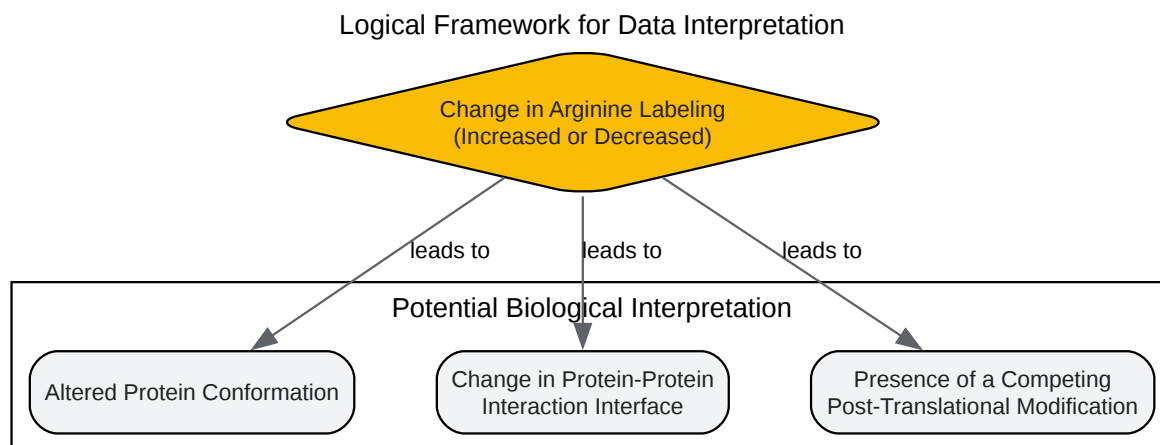 Logical Framework for Data Interpretation
Change in Arginine Labeling
(Increased or Decreased)
leads to
leads to
leads to
Potential Biological Interpretation
Altered Protein Conformation
Change in Protein-Protein
Interaction Interface
Presence of a Competing
Post-Translational Modification